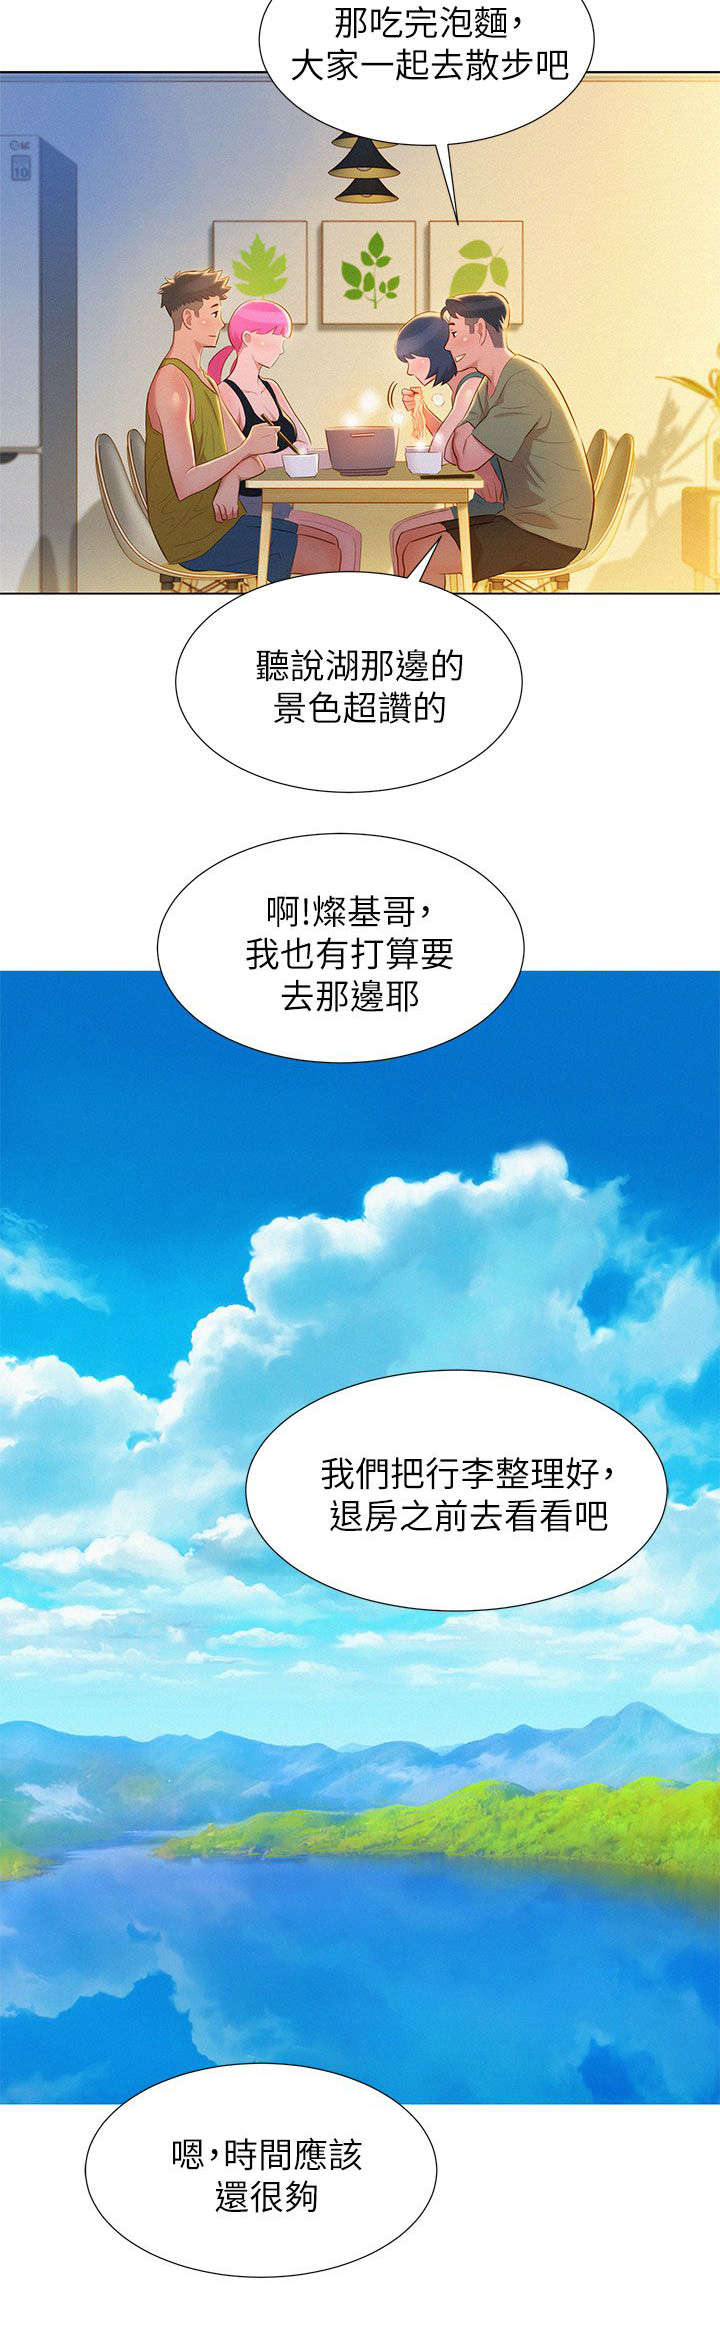 那吃完泡麵，
大家一起去散步吧
10
聽說湖那邊的
景色超讚的
啊！燦基哥，
我也有打算要
去那邊耶
我們把行李整理好，
退房之前去看看吧
嗯，時間應該
還很夠